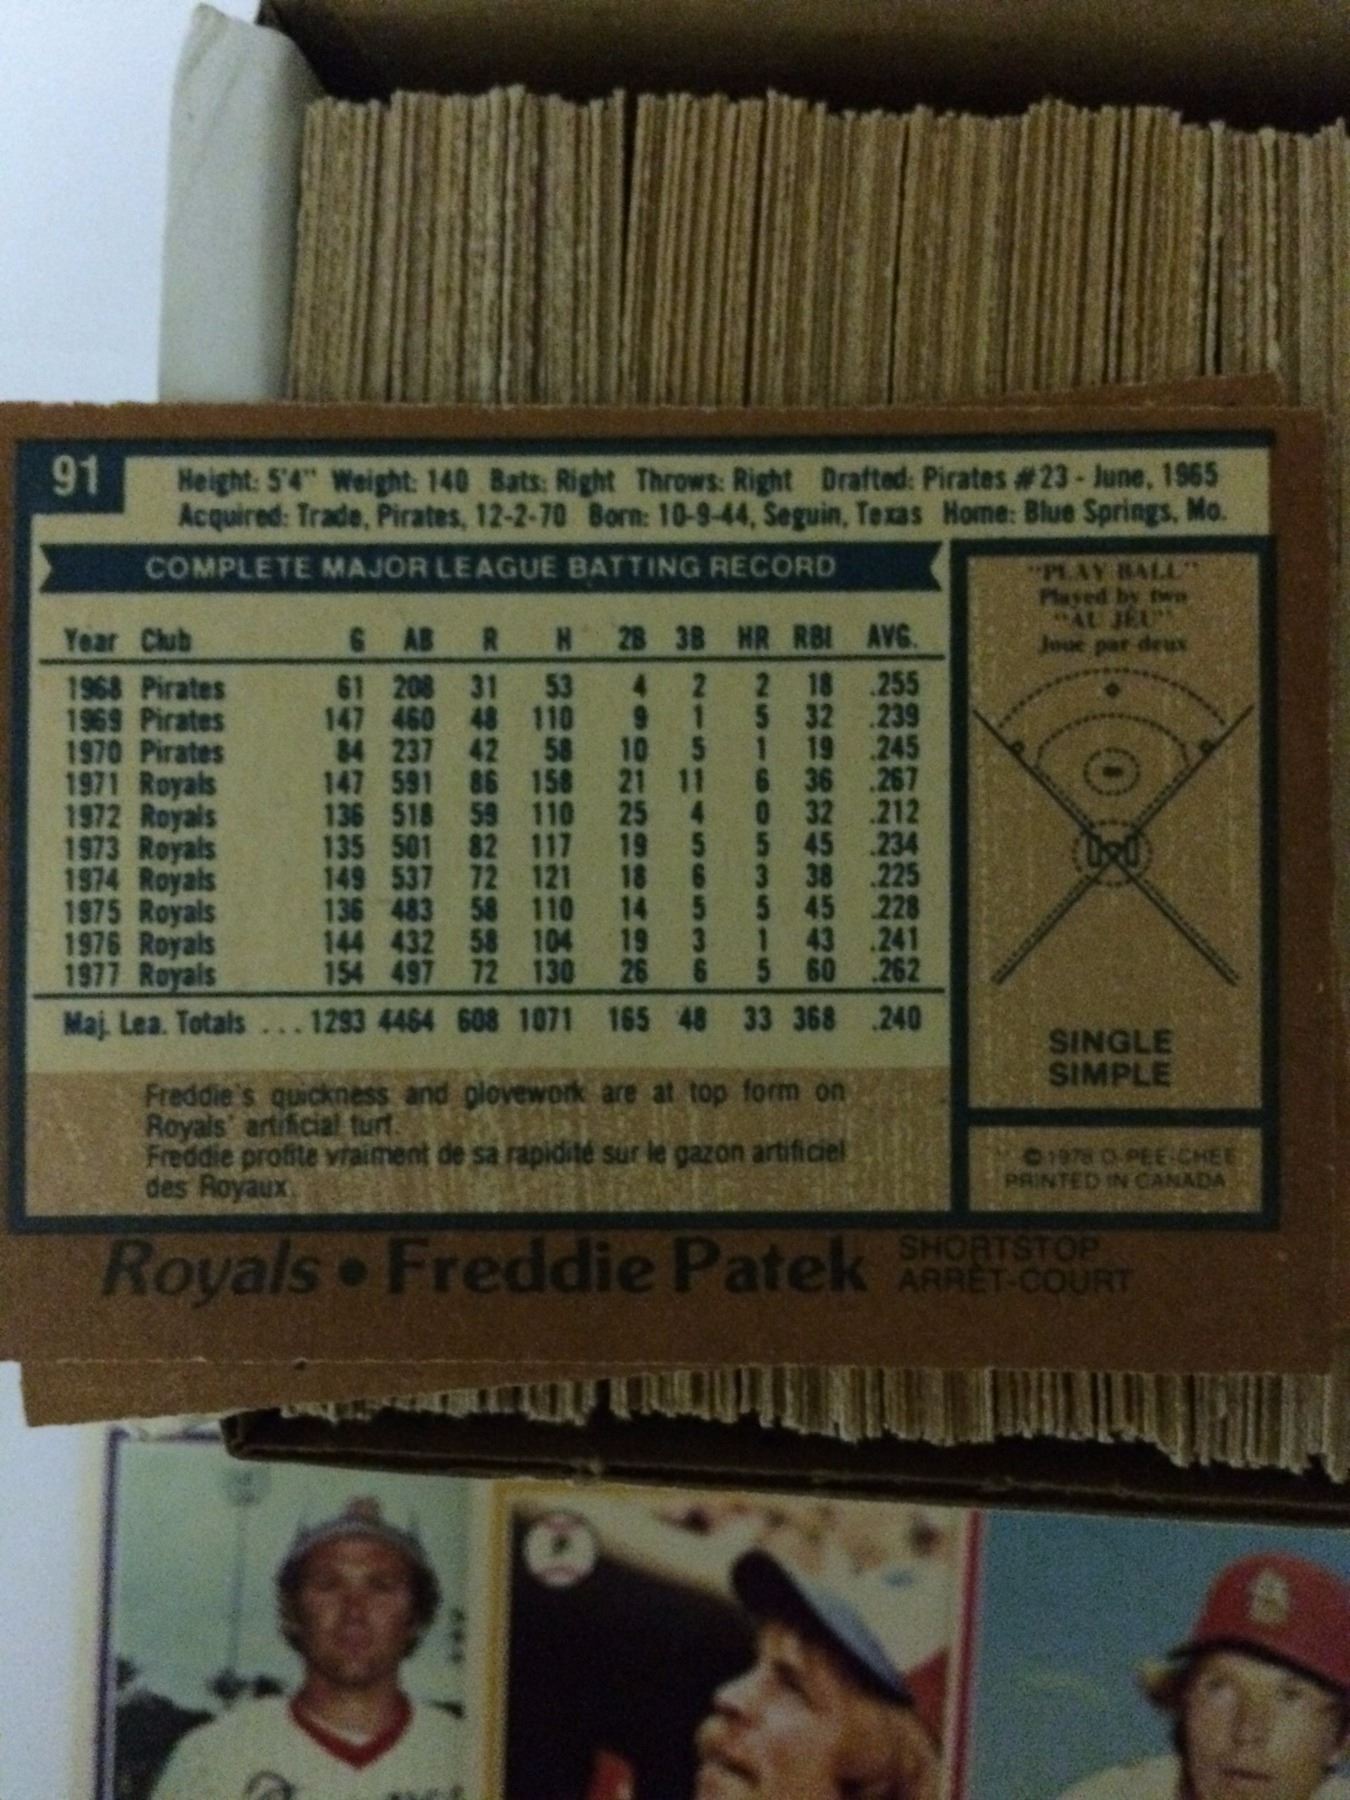 91
Height: 5'4" Weight: 140 Bats: Right Throws: Right Drafted: Pirates #23 - June, 1965
Acquired: Trade, Pirates, 12-2-70 Born: 10-9-44, Seguin, Texas Home: Blue Springs, Mo.
COMPLETE MAJOR LEAGUE BATTING RECORD
Year Club G AB R H 2B 3B HR RBI AVG.
1968 Pirates 61 208 31 53 4 2 2 18 .255
1969 Pirates 147 460 48 110 9 1 5 32 .239
1970 Pirates 84 237 42 58 10 5 1 19 .245
1971 Royals 147 591 86 158 21 11 6 36 .267
1972 Royals 136 518 59 110 25 4 0 32 .212
1973 Royals 135 501 82 117 19 5 5 45 .234
1974 Royals 149 537 72 121 18 6 3 38 .225
1975 Royals 136 483 58 110 14 5 5 45 .228
1976 Royals 144 432 58 104 19 3 1 43 .241
1977 Royals 154 497 72 130 26 6 5 60 .262
Maj. Lea. Totals ... 1293 4464 608 1071 165 48 33 368 .240
Freddie's quickness and glovework are at top form on
Royals' artificial turf.
Freddie profite vraiment de sa rapidité sur le gazon artificiel
des Royaux.
"PLAY BALL"
Played by two
"AU JEU"
Joue par deux
SINGLE
SIMPLE
© 1978 O-PEE-CHEE
PRINTED IN CANADA
Royals • Freddie Patek SHORTSTOP
ARRÊT-COURT
P